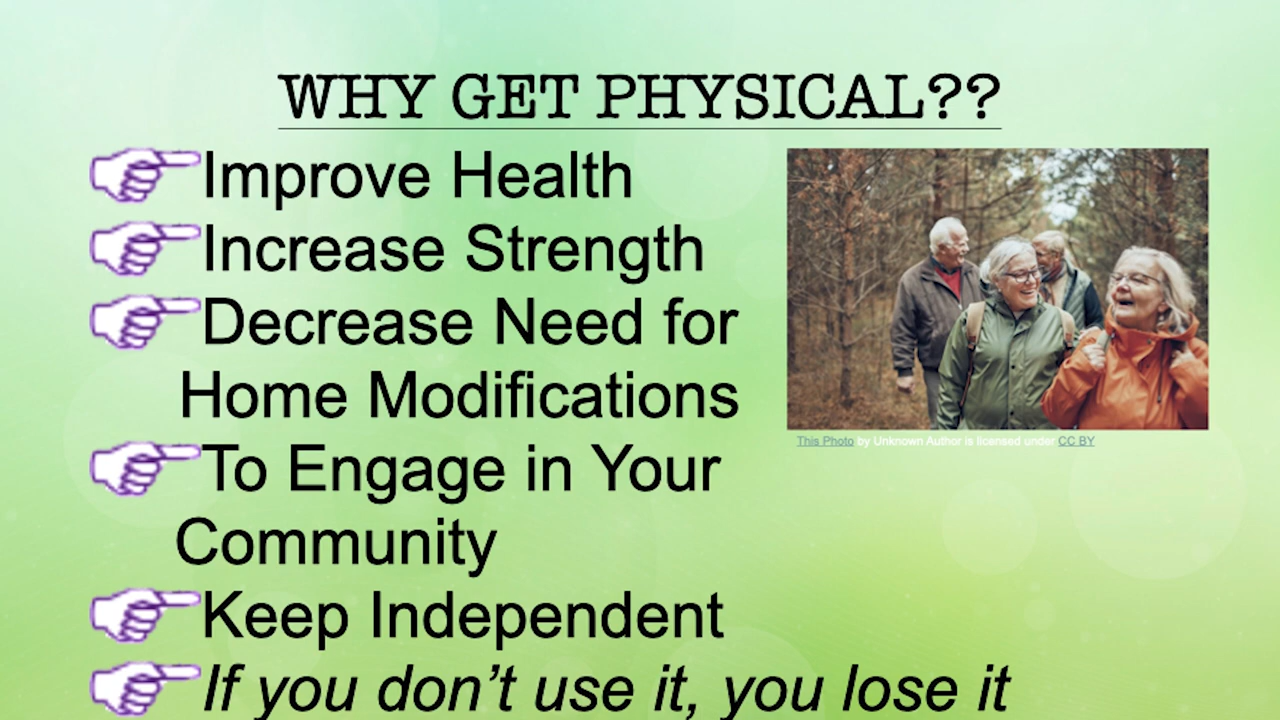 WHY GET PHYSICAL??
Improve Health
Increase Strength
Decrease Need for
Home Modifications
To Engage in Your
Community
Keep Independent
If you don’t use it, you lose it
This Photo by Unknown Author is licensed under CC BY